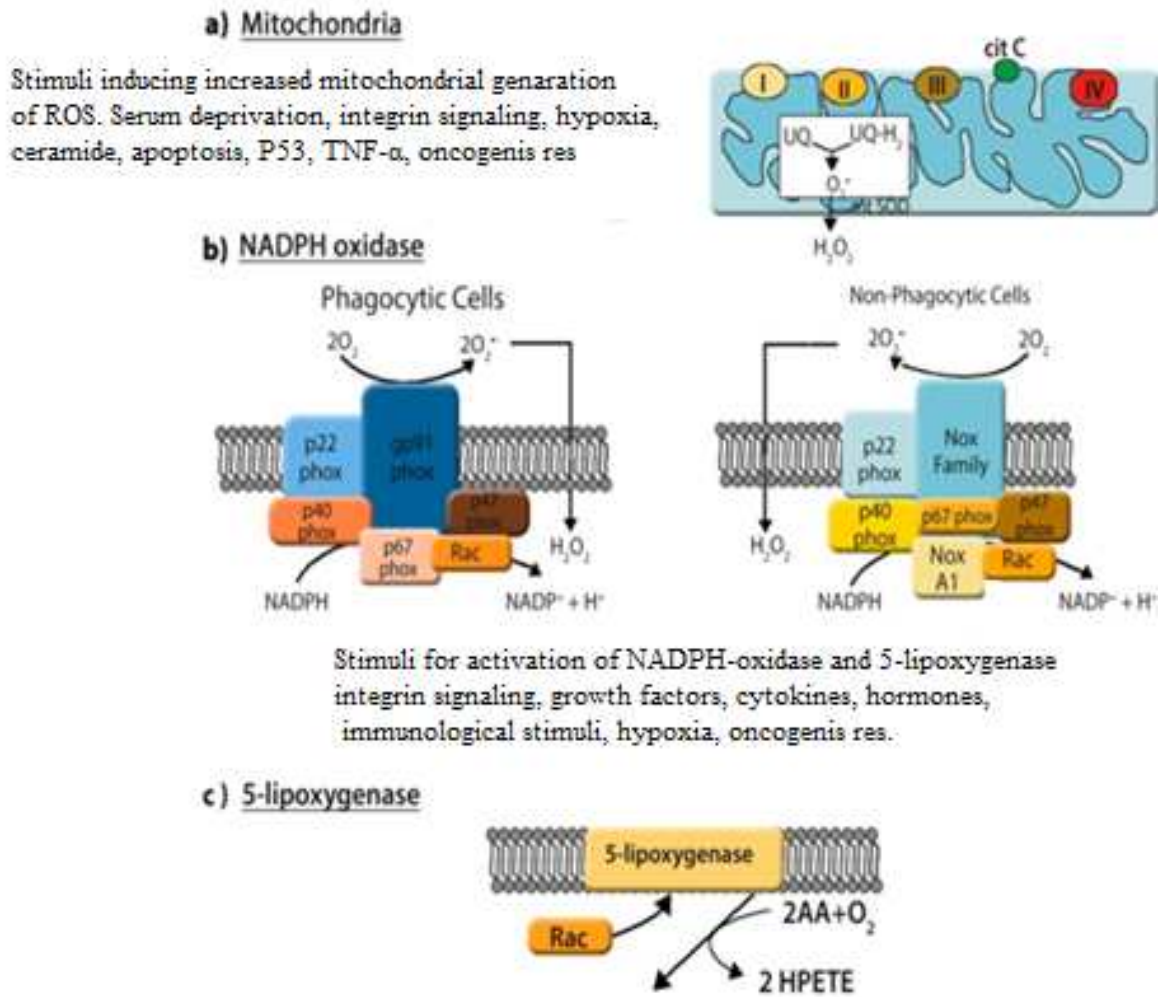 a) Mitochondria
Stimuli inducing increased mitochondrial genaration
of ROS. Serum deprivation, integrin signaling, hypoxia,
ceramide, apoptosis, P53, TNF-α, oncogenis res
cit C
I II III IV
UQ UQ-H₂
O₂⁻
SOD
H₂O₂
b) NADPH oxidase
Phagocytic Cells
2O₂ 2O₂⁻
p22 phox
gp91 phox
p40 phox
p47 phox
p67 phox
Rac
H₂O₂
NADPH
NADP⁺ + H⁺
Non-Phagocytic Cells
2O₂⁻ 2O₂
p22 phox
Nox Family
p40 phox
p67 phox
p47 phox
Nox A1
Rac
H₂O₂
NADPH
NADP⁺ + H⁺
Stimuli for activation of NADPH-oxidase and 5-lipoxygenase
integrin signaling, growth factors, cytokines, hormones,
immunological stimuli, hypoxia, oncogenis res.
c) 5-lipoxygenase
5-lipoxygenase
Rac
2AA+O₂
2 HPETE